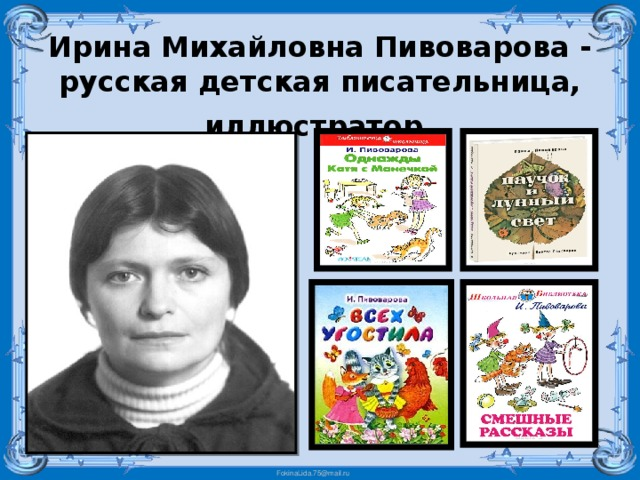 Ирина Михайловна Пивоварова -
русская детская писательница,
иллюстратор
И. Пивоварова
Однажды
Катя с Манечкой
паучок
и
лунный
свет
И. Пивоварова
ВСЕХ
УГОСТИЛА
Школьная Библиотека
И. Пивоварова
СМЕШНЫЕ
РАССКАЗЫ
FokinaLida.75@mail.ru